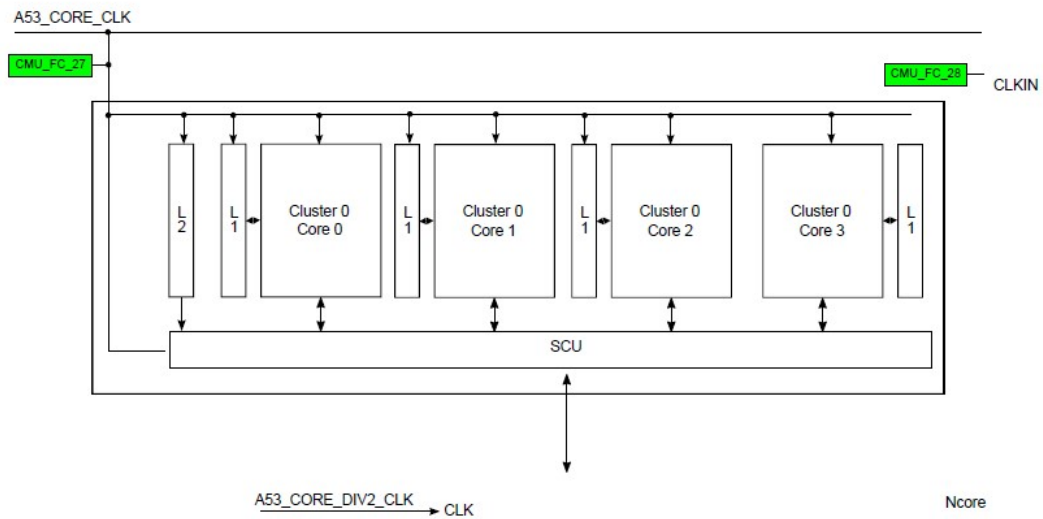 A53_CORE_CLK
CMU_FC_27
CMU_FC_28
CLKIN
L
2
L
1
Cluster 0
Core 0
L
1
Cluster 0
Core 1
L
1
Cluster 0
Core 2
Cluster 0
Core 3
L
1
SCU
A53_CORE_DIV2_CLK
CLK
Ncore